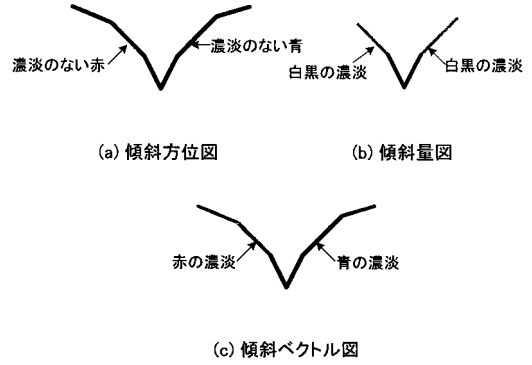 濃淡のない赤
濃淡のない青
白黒の濃淡
白黒の濃淡
(a) 傾斜方位図
(b) 傾斜量図
赤の濃淡
青の濃淡
(c) 傾斜ベクトル図